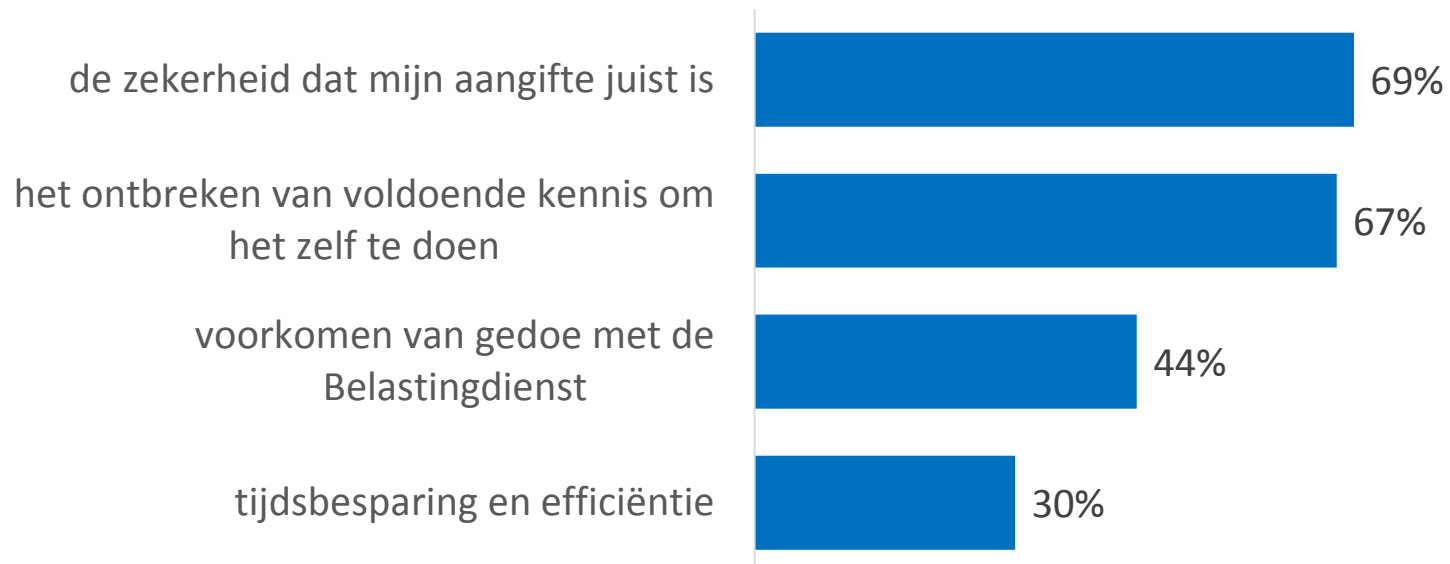 de zekerheid dat mijn aangifte juist is
69%
het ontbreken van voldoende kennis om
het zelf te doen
67%
voorkomen van gedoe met de
Belastingdienst
44%
tijdsbesparing en efficiëntie
30%